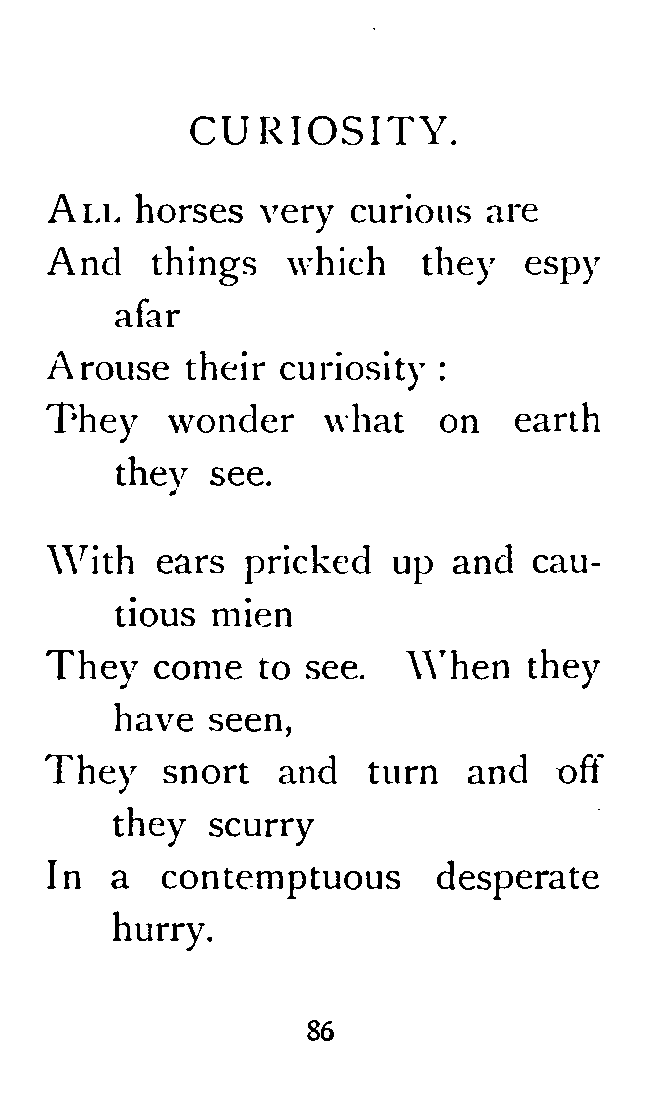 CURIOSITY.
ALL horses very curious are
And things which they espy
afar
Arouse their curiosity :
They wonder what on earth
they see.
With ears pricked up and cau-
tious mien
They come to see. When they
have seen,
They snort and turn and off
they scurry
In a contemptuous desperate
hurry.
86